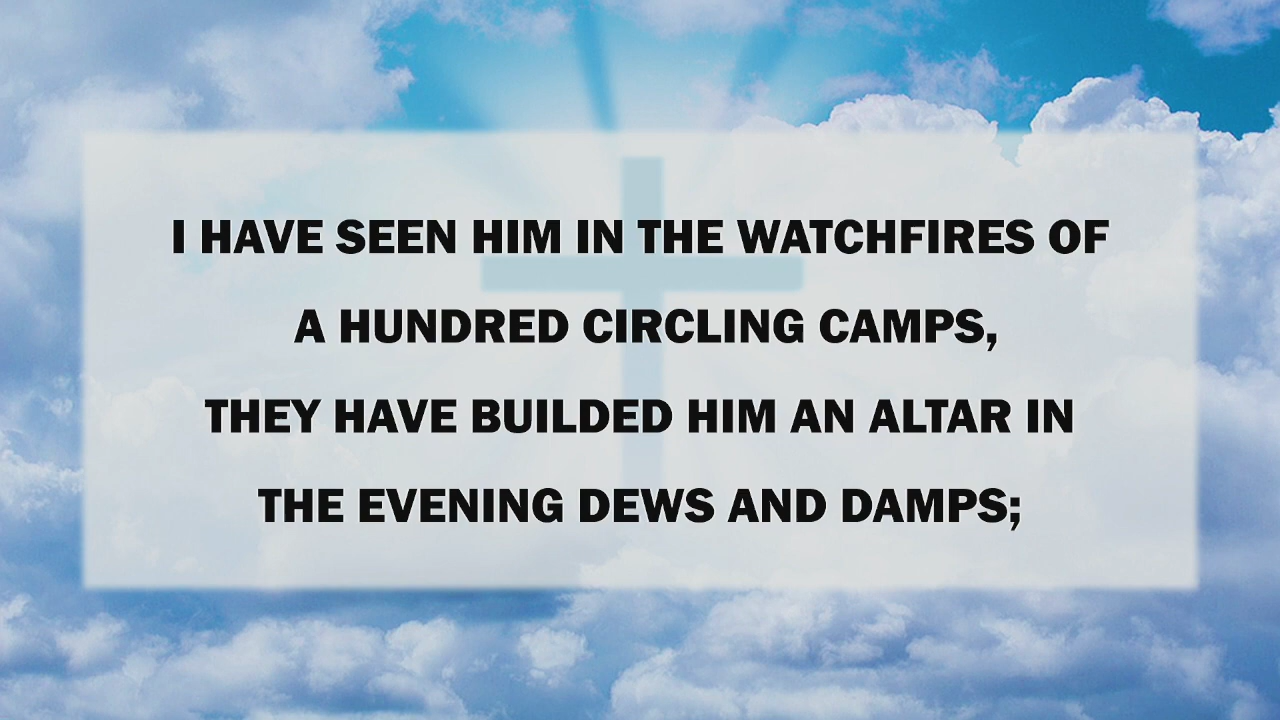 I HAVE SEEN HIM IN THE WATCHFIRES OF
A HUNDRED CIRCLING CAMPS,
THEY HAVE BUILDED HIM AN ALTAR IN
THE EVENING DEWS AND DAMPS;